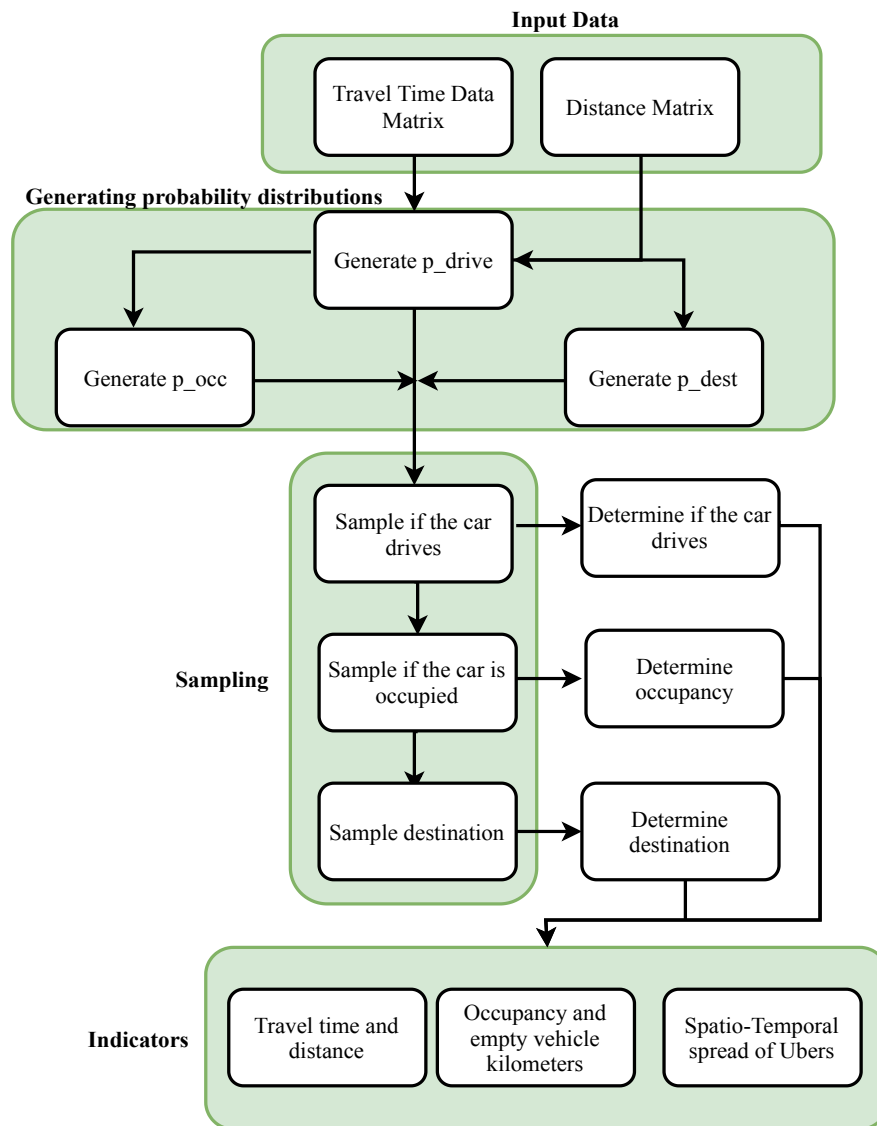 Input Data
Travel Time Data
Matrix
Distance Matrix
Generating probability distributions
Generate p_drive
Generate p_occ
Generate p_dest
Sample if the car
drives
Determine if the car
drives
Sampling
Sample if the car is
occupied
Determine
occupancy
Sample destination
Determine
destination
Indicators
Travel time and
distance
Occupancy and
empty vehicle
kilometers
Spatio-Temporal
spread of Ubers